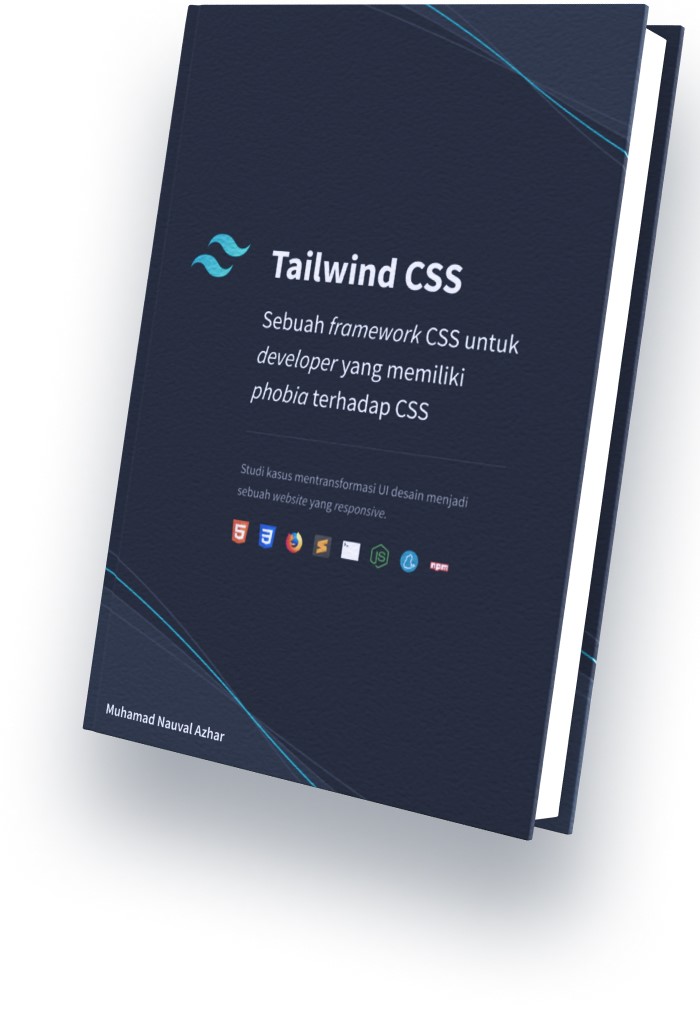 Tailwind CSS
Sebuah framework CSS untuk
developer yang memiliki
phobia terhadap CSS
Studi kasus mentransformasi UI desain menjadi
sebuah website yang responsive.
5
3
JS
npm
Muhamad Nauval Azhar